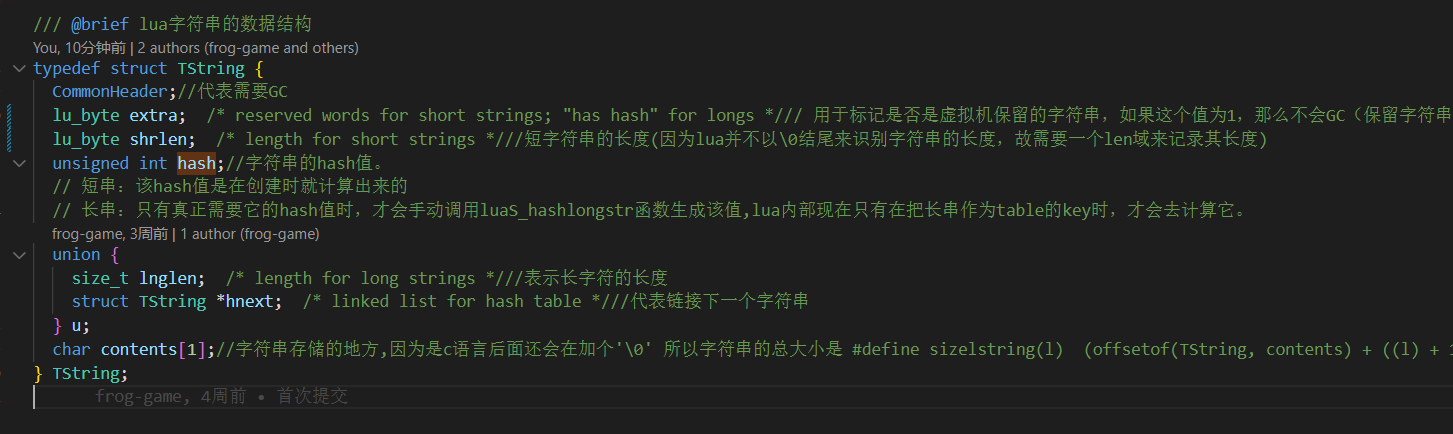 /// @brief lua字符串的数据结构
You, 10分钟前 | 2 authors (frog-game and others)
typedef struct TString {
CommonHeader;//代表需要GC
lu_byte extra;  /* reserved words for short strings; "has hash" for longs */// 用于标记是否是虚拟机保留的字符串，如果这个值为1，那么不会GC（保留字符串
lu_byte shrlen;  /* length for short strings *///短字符串的长度(因为lua并不以\0结尾来识别字符串的长度，故需要一个len域来记录其长度)
unsigned int hash;//字符串的hash值。
// 短串：该hash值是在创建时就计算出来的
// 长串：只有真正需要它的hash值时，才会手动调用luaS_hashlongstr函数生成该值,lua内部现在只有在把长串作为table的key时，才会去计算它。
frog-game, 3周前 | 1 author (frog-game)
union {
size_t lnglen;  /* length for long strings *///表示长字符的长度
struct TString *hnext;  /* linked list for hash table *///代表链接下一个字符串
} u;
char contents[1];//字符串存储的地方,因为是c语言后面还会在加个'\0' 所以字符串的总大小是 #define sizelstring(l)  (offsetof(TString, contents) + ((l) + 1
} TString;
frog-game, 4周前 • 首次提交